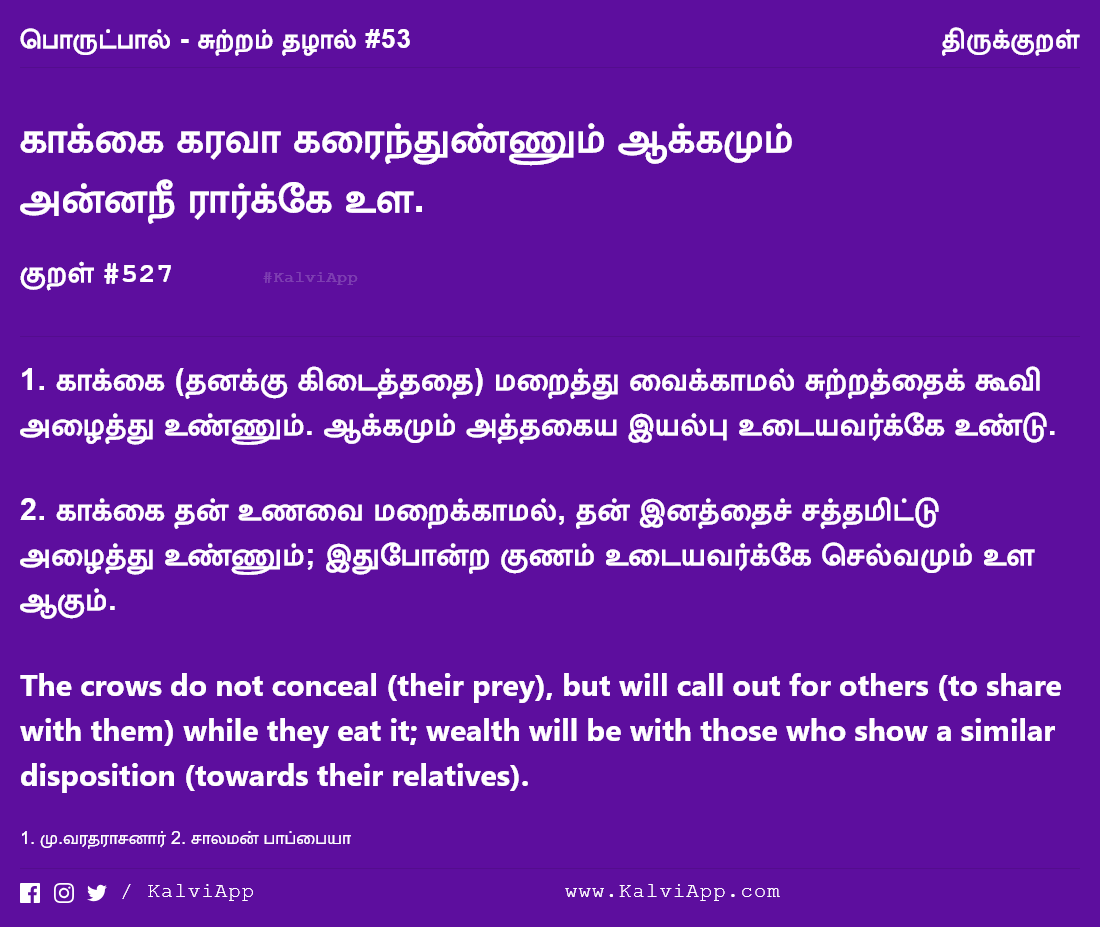 பொருட்பால் - சுற்றம் தழால் #53
திருக்குறள்
காக்கை கரவா கரைந்துண்ணும் ஆக்கமும்
அன்னநீ ரார்க்கே உள.
குறள் #527
#KalviApp
1. காக்கை (தனக்கு கிடைத்ததை) மறைத்து வைக்காமல் சுற்றத்தைக் கூவி
அழைத்து உண்ணும். ஆக்கமும் அத்தகைய இயல்பு உடையவர்க்கே உண்டு.
2. காக்கை தன் உணவை மறைக்காமல், தன் இனத்தைச் சத்தமிட்டு
அழைத்து உண்ணும்; இதுபோன்ற குணம் உடையவர்க்கே செல்வமும் உள
ஆகும்.
The crows do not conceal (their prey), but will call out for others (to share
with them) while they eat it; wealth will be with those who show a similar
disposition (towards their relatives).
1. மு.வரதராசனார் 2. சாலமன் பாப்பையா
/ KalviApp
www.KalviApp.com